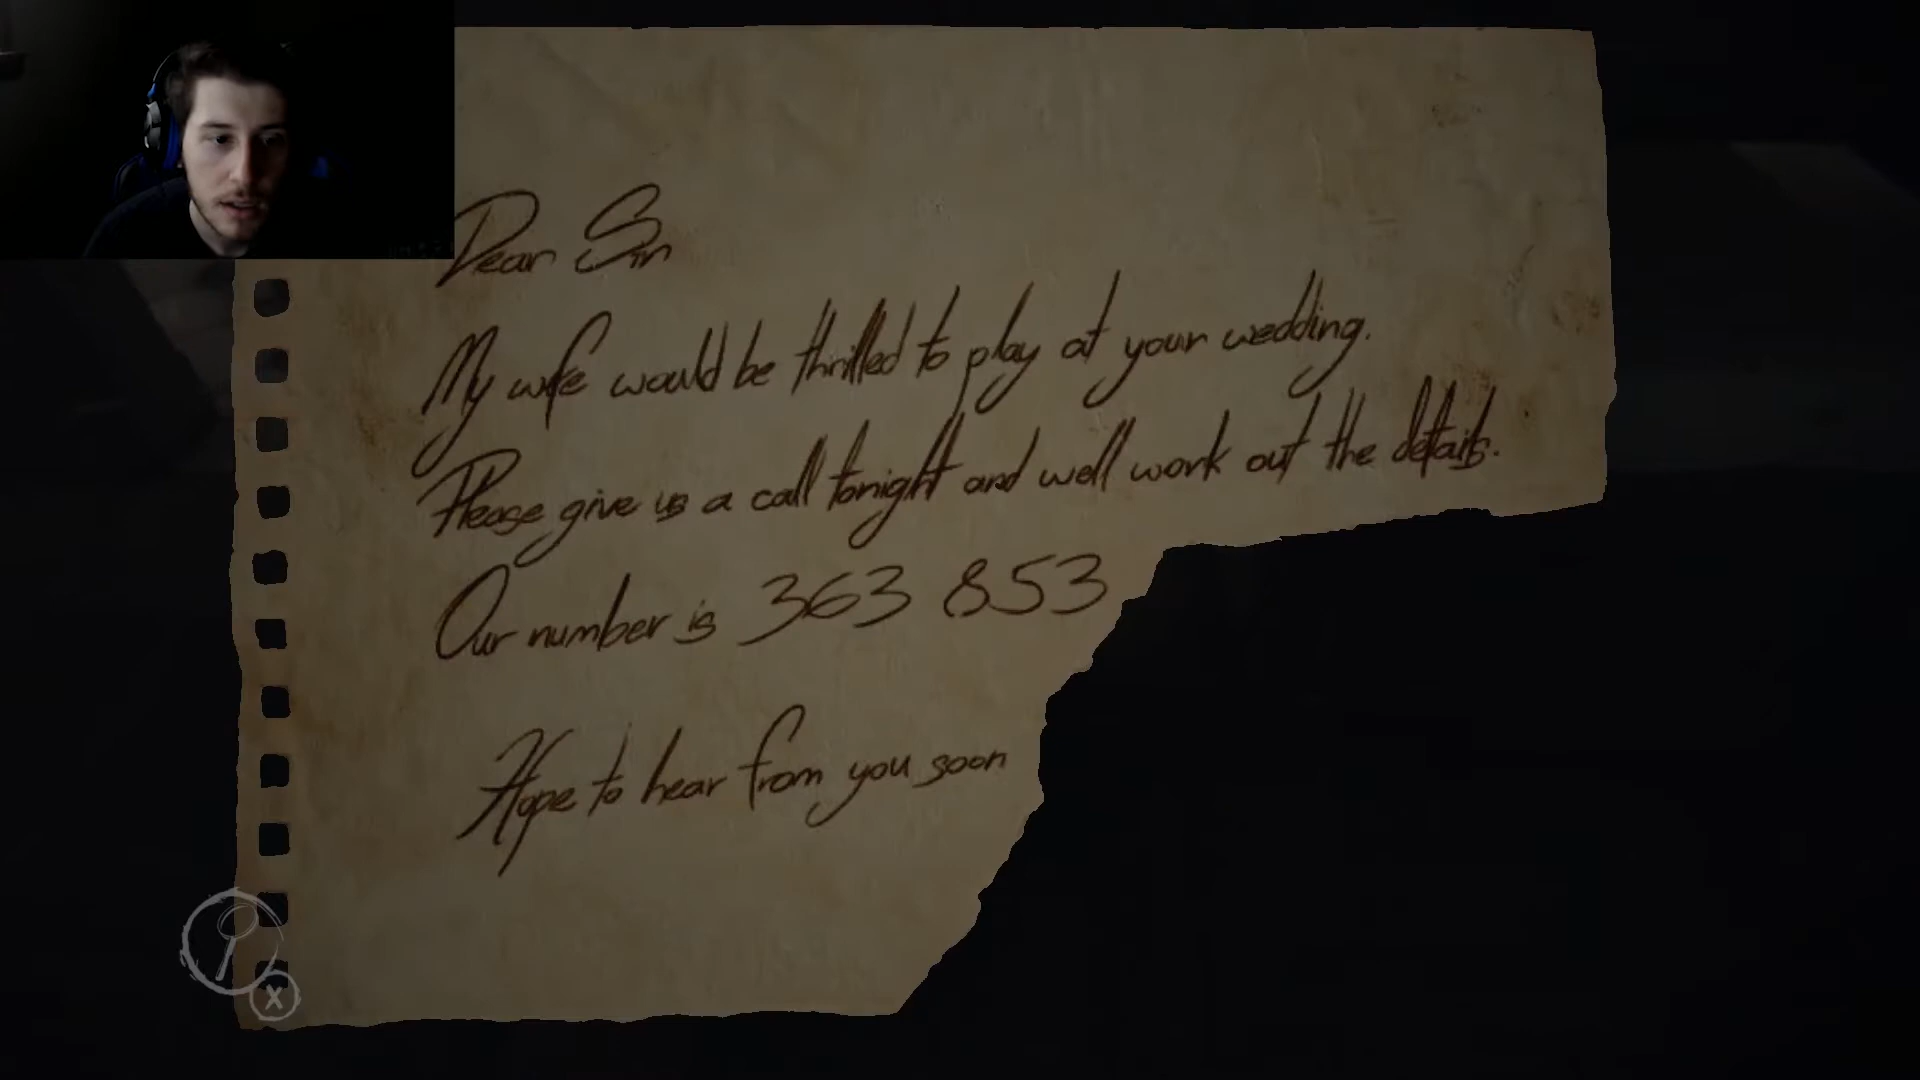 Dear Sir
My wife would be thrilled to play at your wedding.
Please give us a call tonight and well work out the details.
Our number is 363 853
Hope to hear from you soon
X